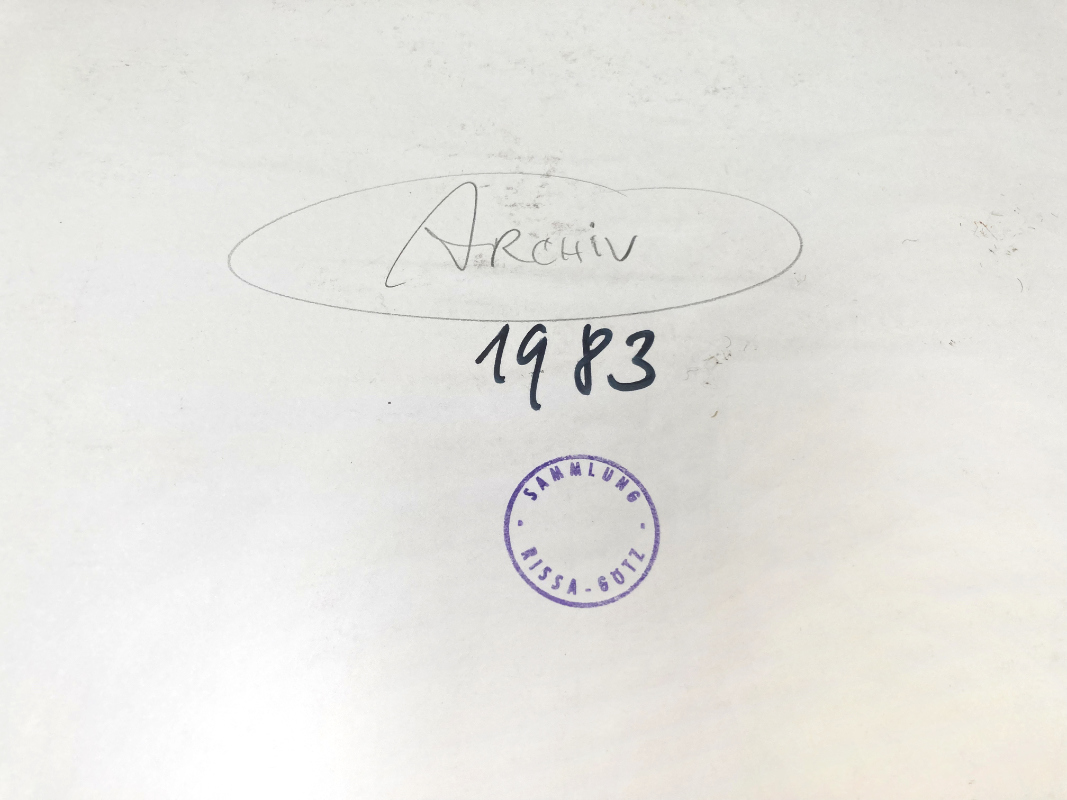 Archiv
1983
SAMMLUNG
RISSA-GÖTZ